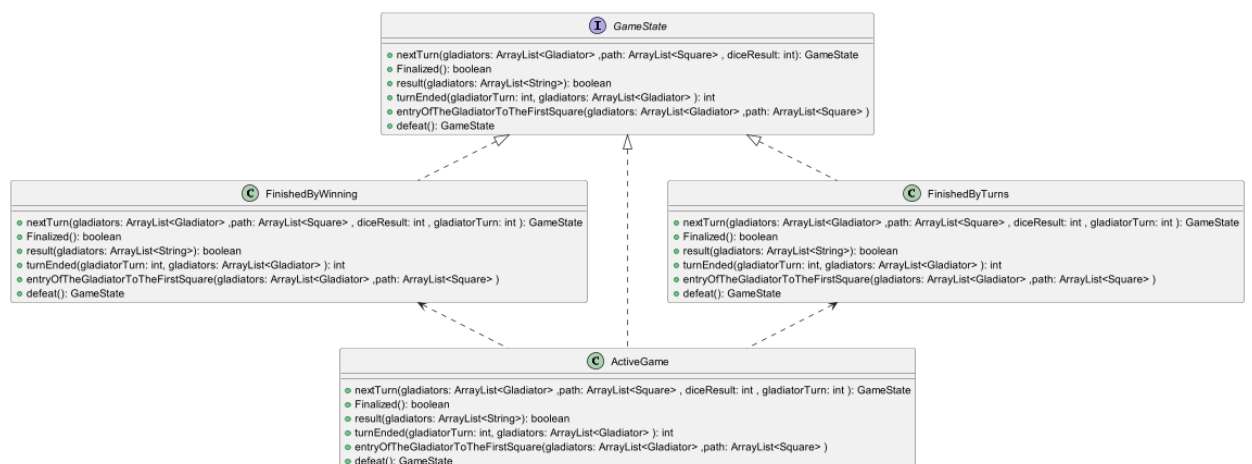 I GameState
nextTurn(gladiators: ArrayList<Gladiator> ,path: ArrayList<Square> , diceResult: int): GameState
Finalized(): boolean
result(gladiators: ArrayList<String>): boolean
turnEnded(gladiatorTurn: int, gladiators: ArrayList<Gladiator> ): int
entryOfTheGladiatorToTheFirstSquare(gladiators: ArrayList<Gladiator> ,path: ArrayList<Square> )
defeat(): GameState
C FinishedByWinning
nextTurn(gladiators: ArrayList<Gladiator> ,path: ArrayList<Square> , diceResult: int , gladiatorTurn: int ): GameState
Finalized(): boolean
result(gladiators: ArrayList<String>): boolean
turnEnded(gladiatorTurn: int, gladiators: ArrayList<Gladiator> ): int
entryOfTheGladiatorToTheFirstSquare(gladiators: ArrayList<Gladiator> ,path: ArrayList<Square> )
defeat(): GameState
C FinishedByTurns
nextTurn(gladiators: ArrayList<Gladiator> ,path: ArrayList<Square> , diceResult: int , gladiatorTurn: int ): GameState
Finalized(): boolean
result(gladiators: ArrayList<String>): boolean
turnEnded(gladiatorTurn: int, gladiators: ArrayList<Gladiator> ): int
entryOfTheGladiatorToTheFirstSquare(gladiators: ArrayList<Gladiator> ,path: ArrayList<Square> )
defeat(): GameState
C ActiveGame
nextTurn(gladiators: ArrayList<Gladiator> ,path: ArrayList<Square> , diceResult: int , gladiatorTurn: int ): GameState
Finalized(): boolean
result(gladiators: ArrayList<String>): boolean
turnEnded(gladiatorTurn: int, gladiators: ArrayList<Gladiator> ): int
entryOfTheGladiatorToTheFirstSquare(gladiators: ArrayList<Gladiator> ,path: ArrayList<Square> )
defeat(): GameState